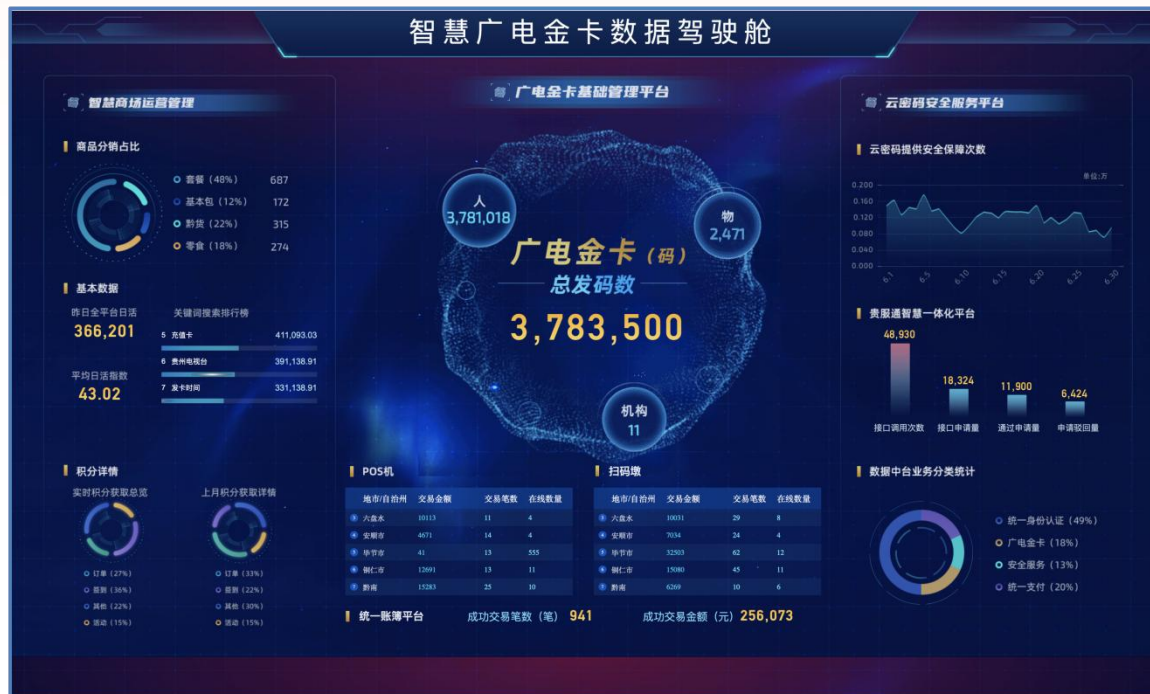 智慧广电金卡数据驾驶舱
智慧商场运营管理
商品分销占比
套餐（48%） 687
基本包（12%） 172
黔货（22%） 315
零食（18%） 274
基本数据
昨日全平台日活
366,201
平均日活指数
43.02
关键词搜索排行榜
5 充值卡 411,093.03
6 贵州电视台 391,138.91
7 发卡时间 331,138.91
积分详情
实时积分获取总览
订单（27%）
签到（36%）
其他（22%）
活动（15%）
上月积分获取详情
订单（33%）
签到（22%）
其他（30%）
活动（15%）
广电金卡基础管理平台
人
3,781,018
物
2,471
广电金卡（码）
总发码数
3,783,500
机构
11
POS机
地市/自治州 交易金额 交易笔数 在线数量
六盘水 10113 11 4
安顺市 4671 14 4
毕节市 41 13 555
铜仁市 12691 13 11
黔南 15283 25 10
扫码墩
地市/自治州 交易金额 交易笔数 在线数量
六盘水 10031 29 8
安顺市 7034 24 4
毕节市 32503 62 12
铜仁市 15080 45 11
黔南 6269 10 6
统一账簿平台 成功交易笔数（笔） 941 成功交易金额（元） 256,073
云密码安全服务平台
云密码提供安全保障次数
单位:万
0.200
0.160
0.120
0.080
0.040
0.000
6.1 6.5 6.10 6.15 6.20 6.25 6.30
贵服通智慧一体化平台
48,930
18,324
11,900
6,424
接口调用次数 接口申请量 通过申请量 申请驳回量
数据中台业务分类统计
统一身份认证（49%）
广电金卡（18%）
安全服务（13%）
统一支付（20%）